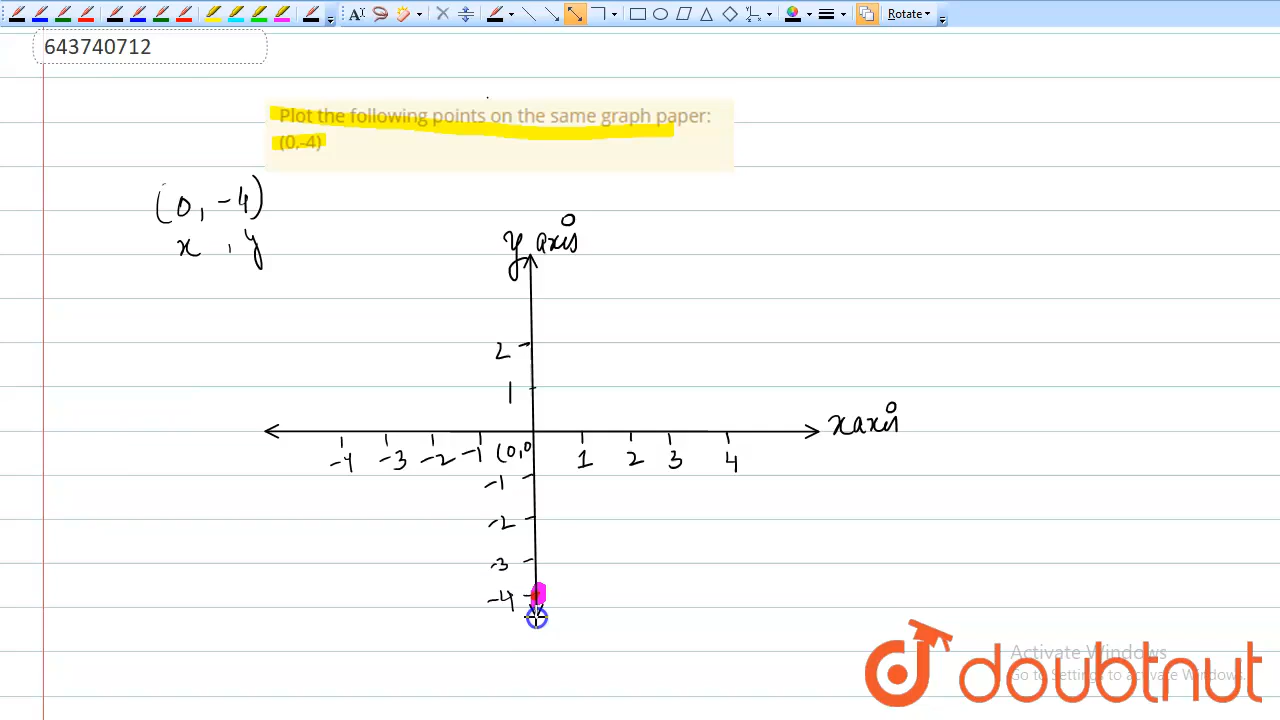 Rotate
643740712
Plot the following points on the same graph paper:
(0,-4)
(0, -4)
x , y
y axis
2
1
x axis
-4 -3 -2 -1 (0,0 1 2 3 4
-1
-2
-3
-4
Activate Windows
Go to Settings to activate Windows.
doubtnut